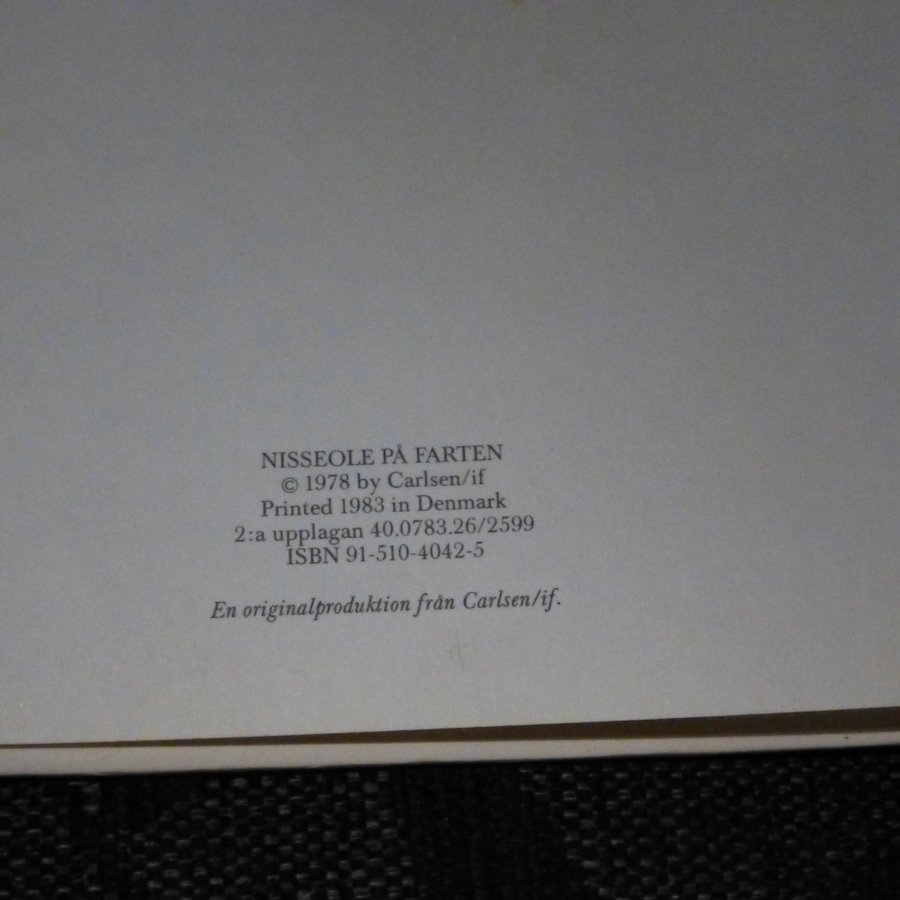 NISSEOLE PÅ FARTEN
© 1978 by Carlsen/if
Printed 1983 in Denmark
2:a upplagan 40.0783.26/2599
ISBN 91-510-4042-5
En originalproduktion från Carlsen/if.